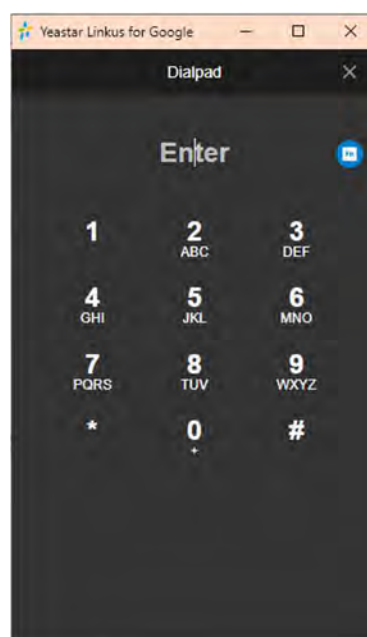 Yeastar Linkus for Google
Dialpad
Enter
1 2 3
ABC DEF
4 5 6
GHI JKL MNO
7 8 9
PQRS TUV WXYZ
* 0 #
+